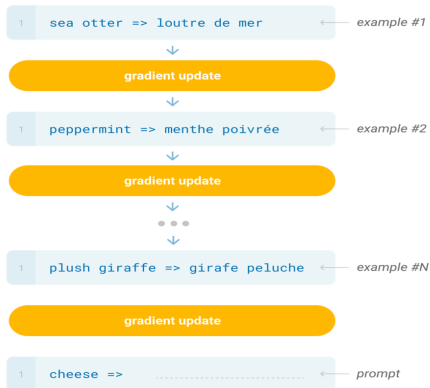 1 sea otter => loutre de mer ← example #1
gradient update
1 peppermint => menthe poivrée ← example #2
gradient update
1 plush giraffe => girafe peluche ← example #N
gradient update
1 cheese => ← prompt